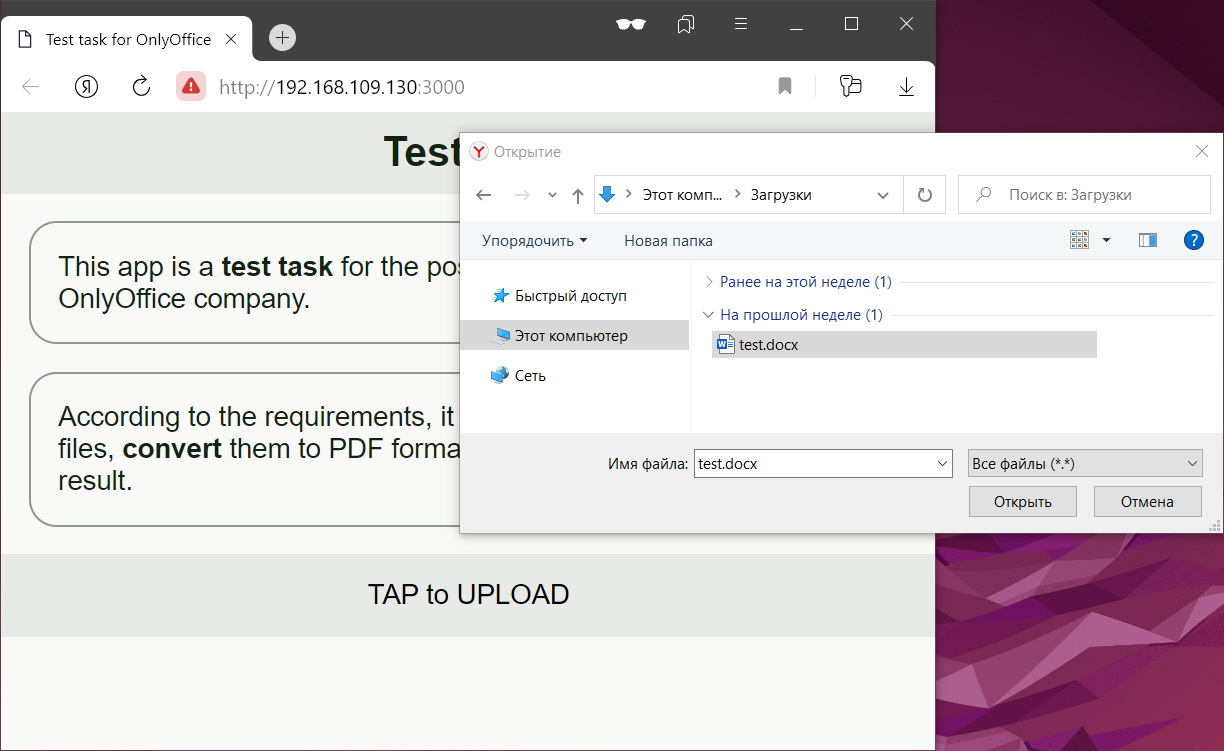 Test task for OnlyOffice
http://192.168.109.130:3000
Test
This app is a test task for the pos
OnlyOffice company.
According to the requirements, it
files, convert them to PDF forma
result.
TAP to UPLOAD
Открытие
Этот комп... Загрузки
Поиск в: Загрузки
Упорядочить
Новая папка
Быстрый доступ
Этот компьютер
Сеть
Ранее на этой неделе (1)
На прошлой неделе (1)
test.docx
Имя файла: test.docx
Все файлы (*.*)
Открыть
Отмена